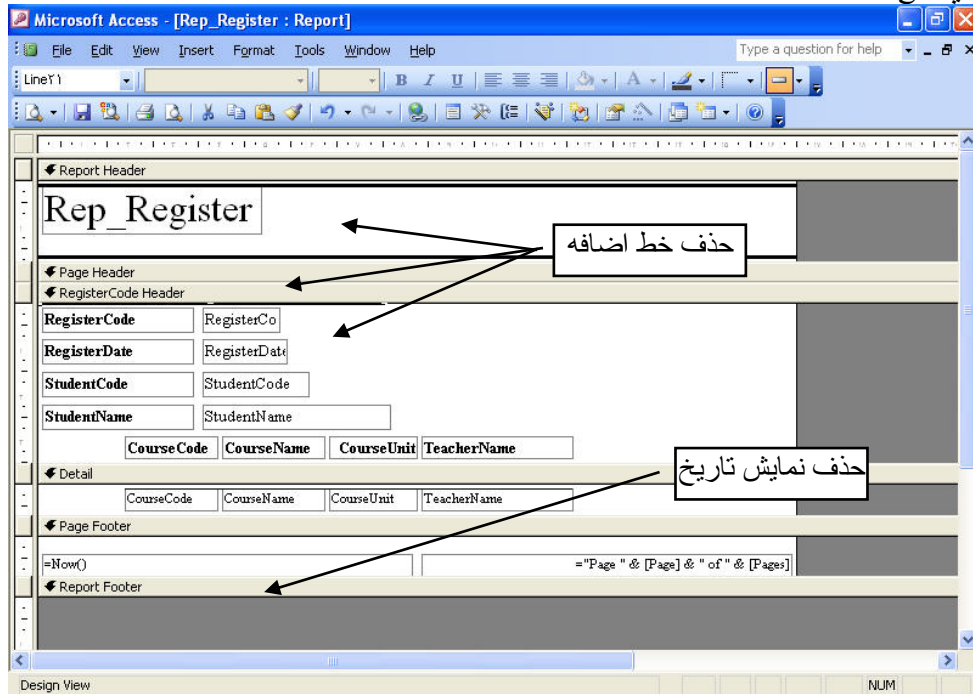 Microsoft Access - [Rep_Register : Report]
File Edit View Insert Format Tools Window Help Type a question for help
Line۲۱ B I U A
Report Header
Rep_Register
حذف خط اضافه
Page Header
RegisterCode Header
RegisterCode RegisterCo
RegisterDate RegisterDate
StudentCode StudentCode
StudentName StudentName
CourseCode CourseName CourseUnit TeacherName
حذف نمایش تاریخ
Detail
CourseCode CourseName CourseUnit TeacherName
Page Footer
=Now() ="Page " & [Page] & " of " & [Pages]
Report Footer
Design View NUM